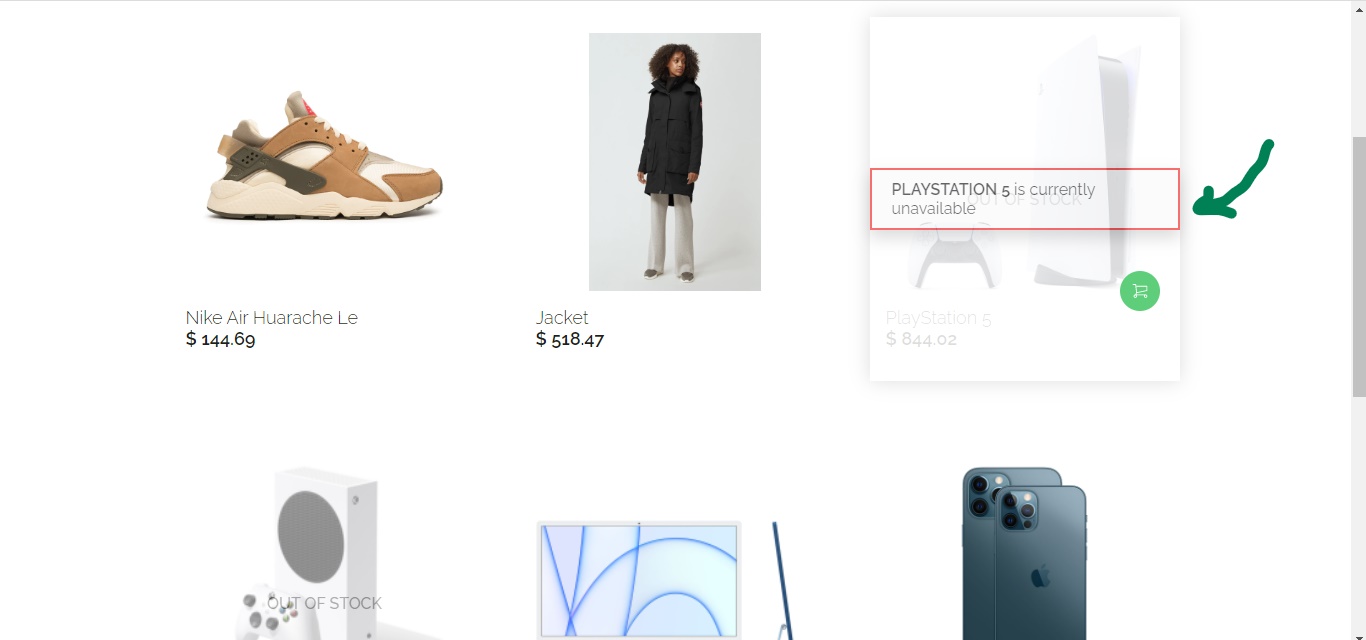 PLAYSTATION 5 is currently
unavailable
OUT OF STOCK
Nike Air Huarache Le
$ 144.69
Jacket
$ 518.47
PlayStation 5
$ 844.02
OUT OF STOCK